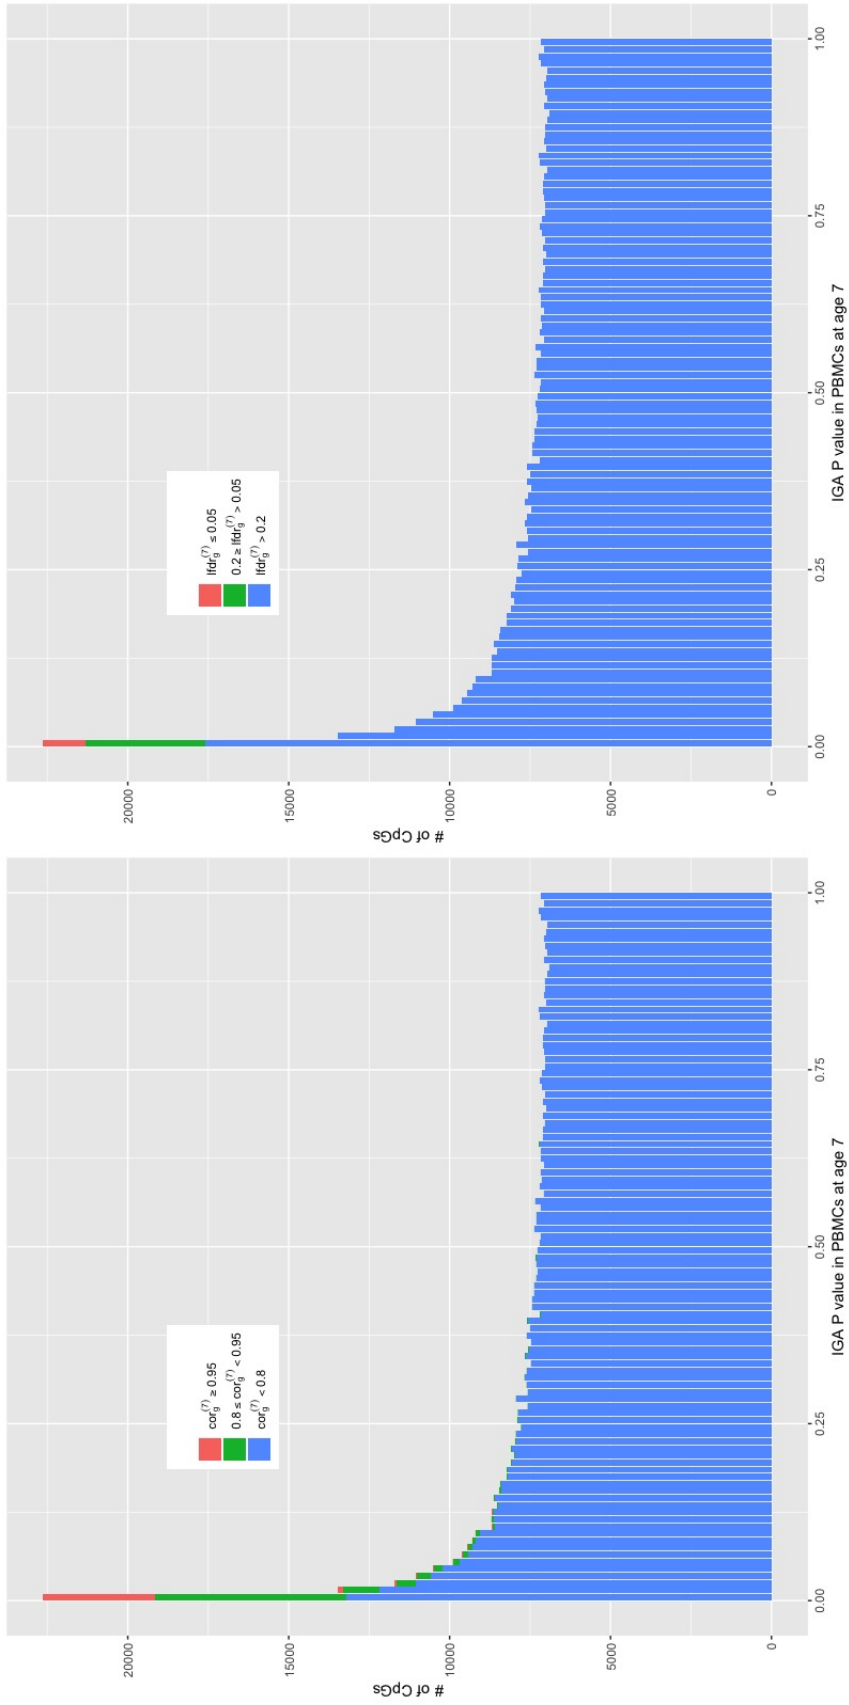 # of CpGs
20000
15000
10000
5000
0
cor_g^(7) ≥ 0.95
0.8 ≤ cor_g^(7) < 0.95
cor_g^(7) < 0.8
0.00
0.25
0.50
0.75
1.00
IGA P value in PBMCs at age 7
# of CpGs
20000
15000
10000
5000
0
lfdr_g^(7) ≤ 0.05
0.2 ≥ lfdr_g^(7) > 0.05
lfdr_g^(7) > 0.2
0.00
0.25
0.50
0.75
1.00
IGA P value in PBMCs at age 7